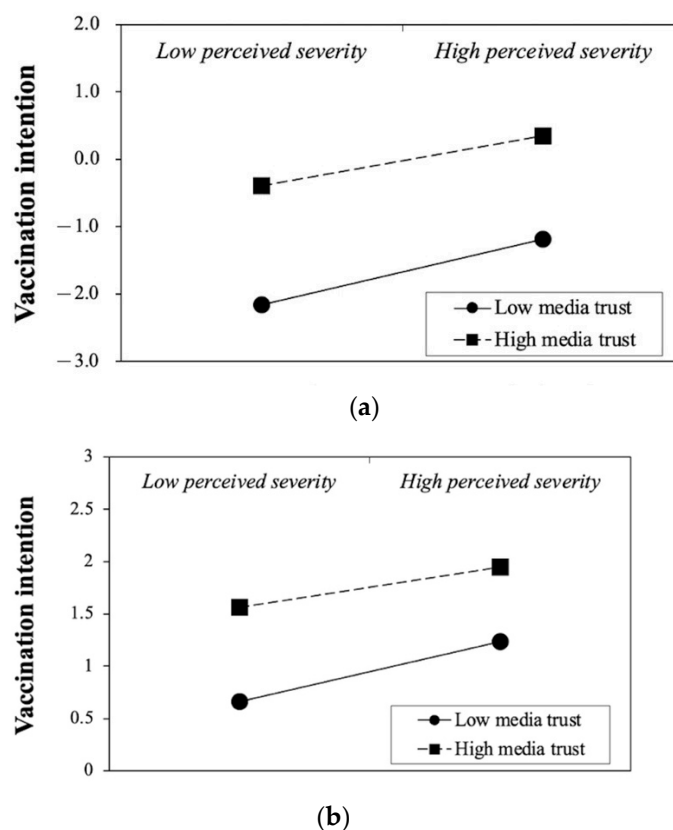 2.0
Low perceived severity High perceived severity
1.0
0.0
−1.0
−2.0
−3.0
Vaccination intention
Low media trust
High media trust
(a)
3
Low perceived severity High perceived severity
2.5
2
1.5
1
0.5
0
Vaccination intention
Low media trust
High media trust
(b)